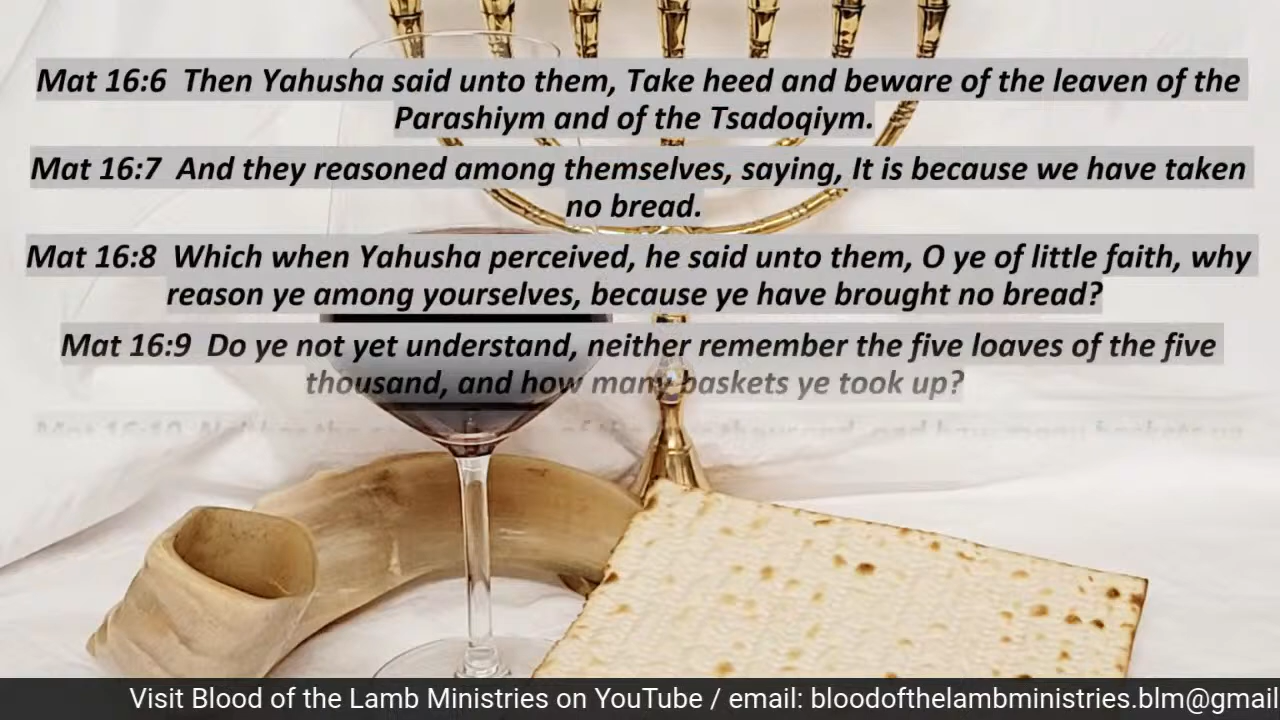 Mat 16:6 Then Yahusha said unto them, Take heed and beware of the leaven of the
Parashiym and of the Tsadoqiym.
Mat 16:7 And they reasoned among themselves, saying, It is because we have taken
no bread.
Mat 16:8 Which when Yahusha perceived, he said unto them, O ye of little faith, why
reason ye among yourselves, because ye have brought no bread?
Mat 16:9 Do ye not yet understand, neither remember the five loaves of the five
thousand, and how many baskets ye took up?
Visit Blood of the Lamb Ministries on YouTube / email: bloodofthelambministries.blm@gmail